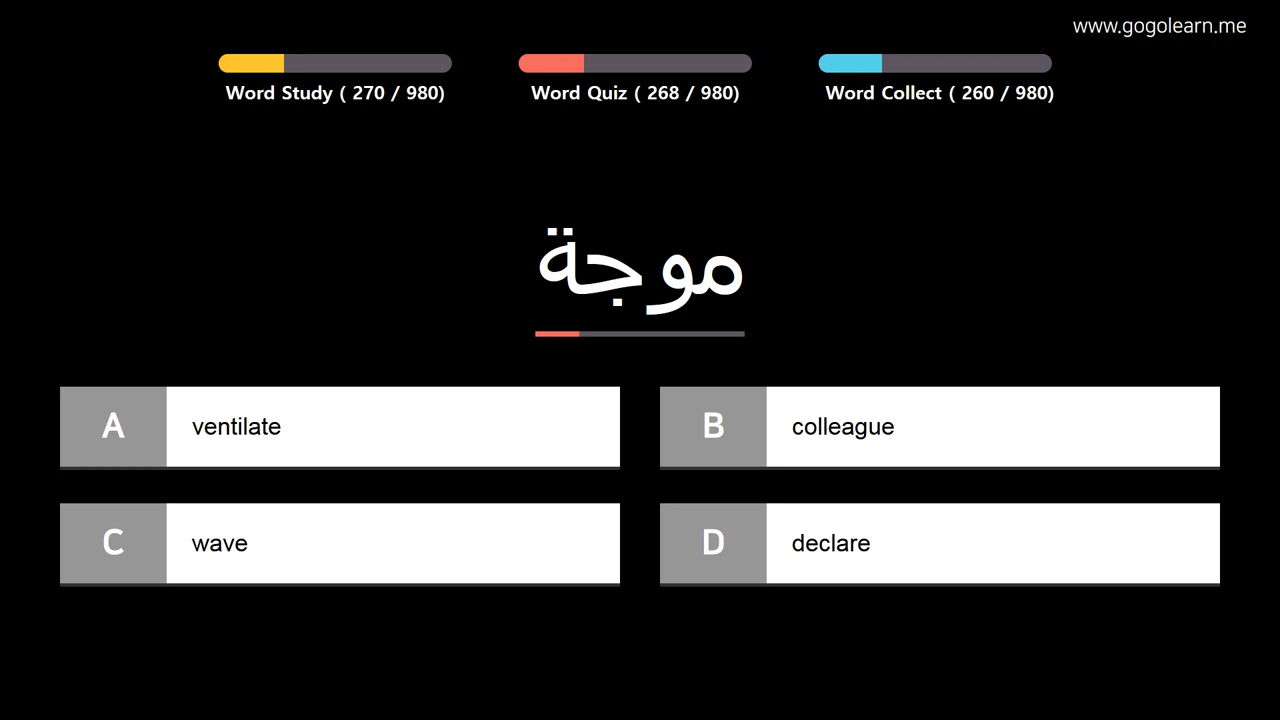 www.gogolearn.me
Word Study ( 270 / 980)
Word Quiz ( 268 / 980)
Word Collect ( 260 / 980)
موجة
A ventilate
B colleague
C wave
D declare